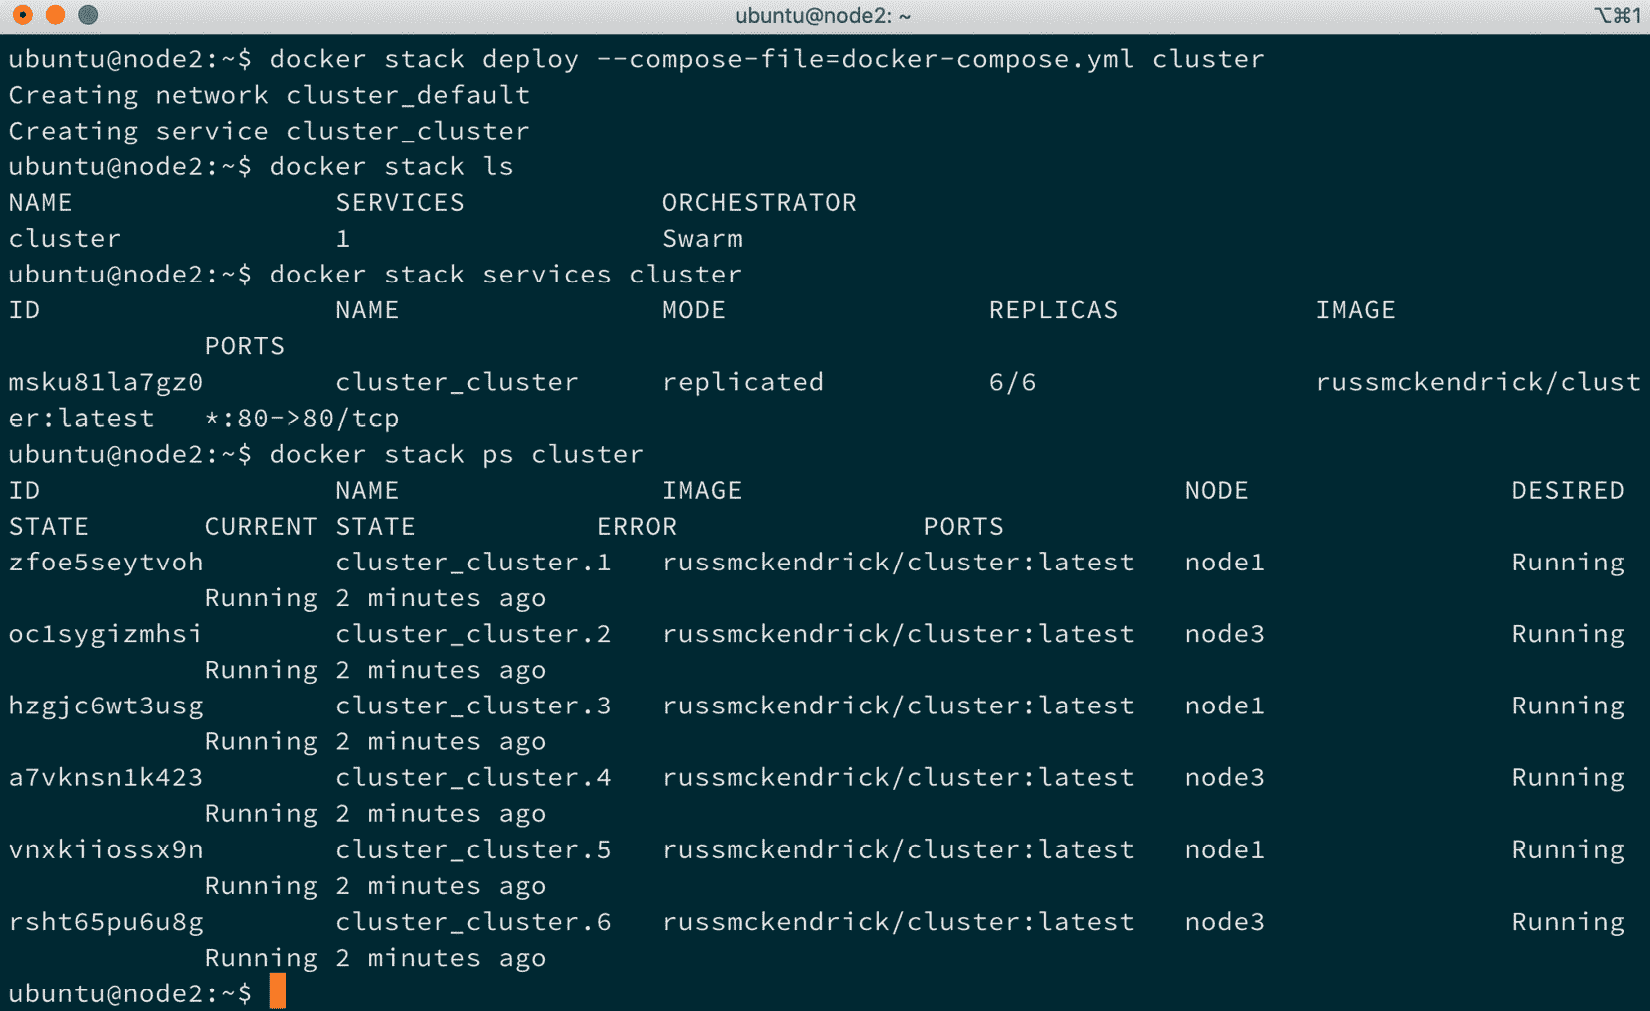 ubuntu@node2: ~
⌥⌘1
ubuntu@node2:~$ docker stack deploy --compose-file=docker-compose.yml cluster
Creating network cluster_default
Creating service cluster_cluster
ubuntu@node2:~$ docker stack ls
NAME                SERVICES            ORCHESTRATOR
cluster             1                   Swarm
ubuntu@node2:~$ docker stack services cluster
ID                  NAME                MODE                REPLICAS            IMAGE
            PORTS
msku81la7gz0        cluster_cluster     replicated          6/6                 russmckendrick/clust
er:latest   *:80->80/tcp
ubuntu@node2:~$ docker stack ps cluster
ID                  NAME                IMAGE                           NODE                DESIRED
STATE       CURRENT STATE           ERROR               PORTS
zfoe5seytvoh        cluster_cluster.1   russmckendrick/cluster:latest   node1               Running
            Running 2 minutes ago
oc1sygizmhsi        cluster_cluster.2   russmckendrick/cluster:latest   node3               Running
            Running 2 minutes ago
hzgjc6wt3usg        cluster_cluster.3   russmckendrick/cluster:latest   node1               Running
            Running 2 minutes ago
a7vknsn1k423        cluster_cluster.4   russmckendrick/cluster:latest   node3               Running
            Running 2 minutes ago
vnxkiiossx9n        cluster_cluster.5   russmckendrick/cluster:latest   node1               Running
            Running 2 minutes ago
rsht65pu6u8g        cluster_cluster.6   russmckendrick/cluster:latest   node3               Running
            Running 2 minutes ago
ubuntu@node2:~$